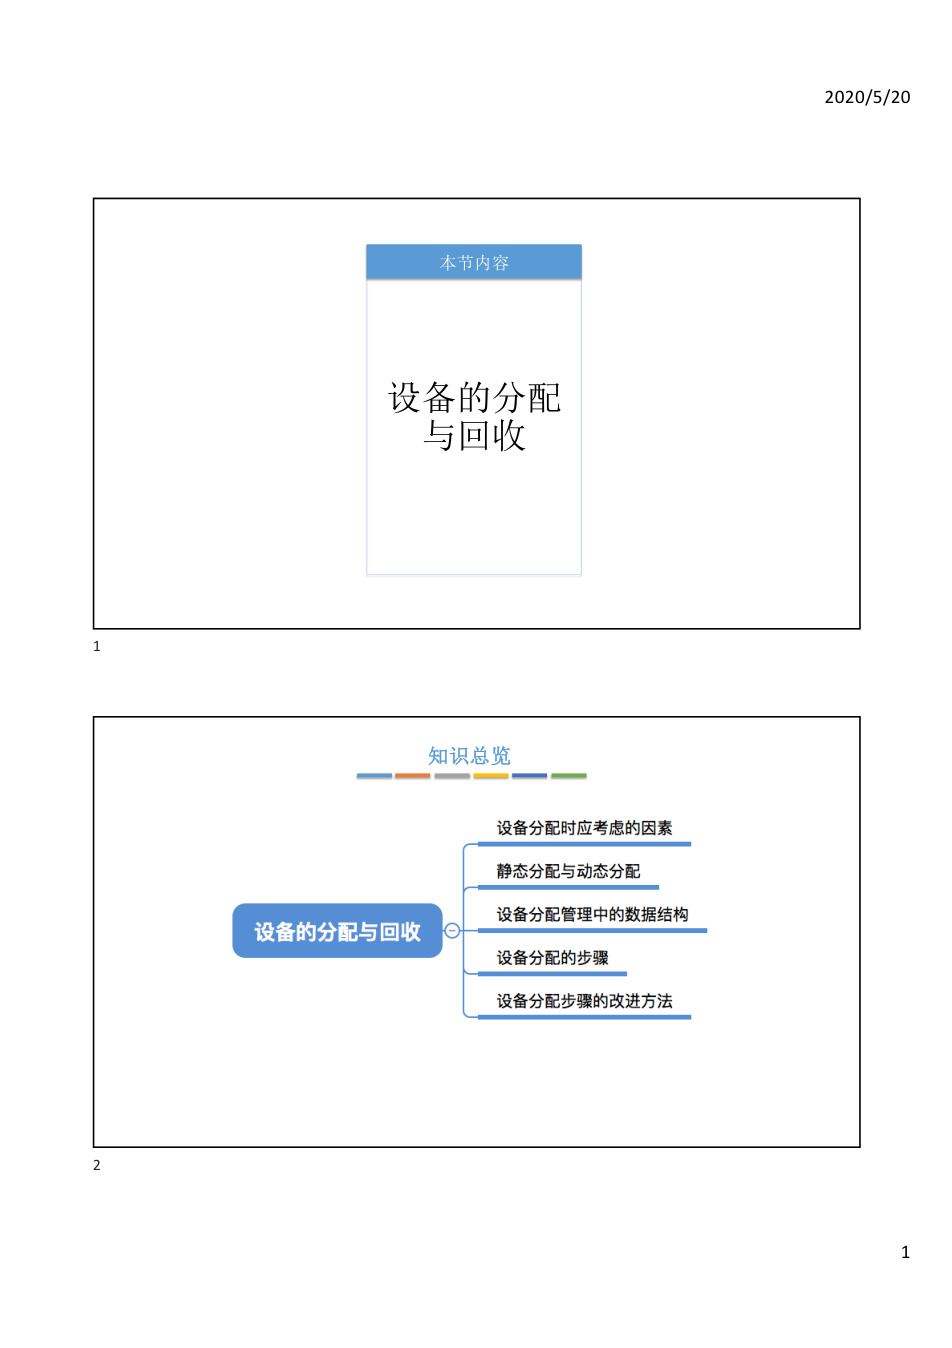 2020/5/20
本节内容
设备的分配
与回收
1
知识总览
设备分配时应考虑的因素
静态分配与动态分配
设备的分配与回收
设备分配管理中的数据结构
设备分配的步骤
设备分配步骤的改进方法
2
1